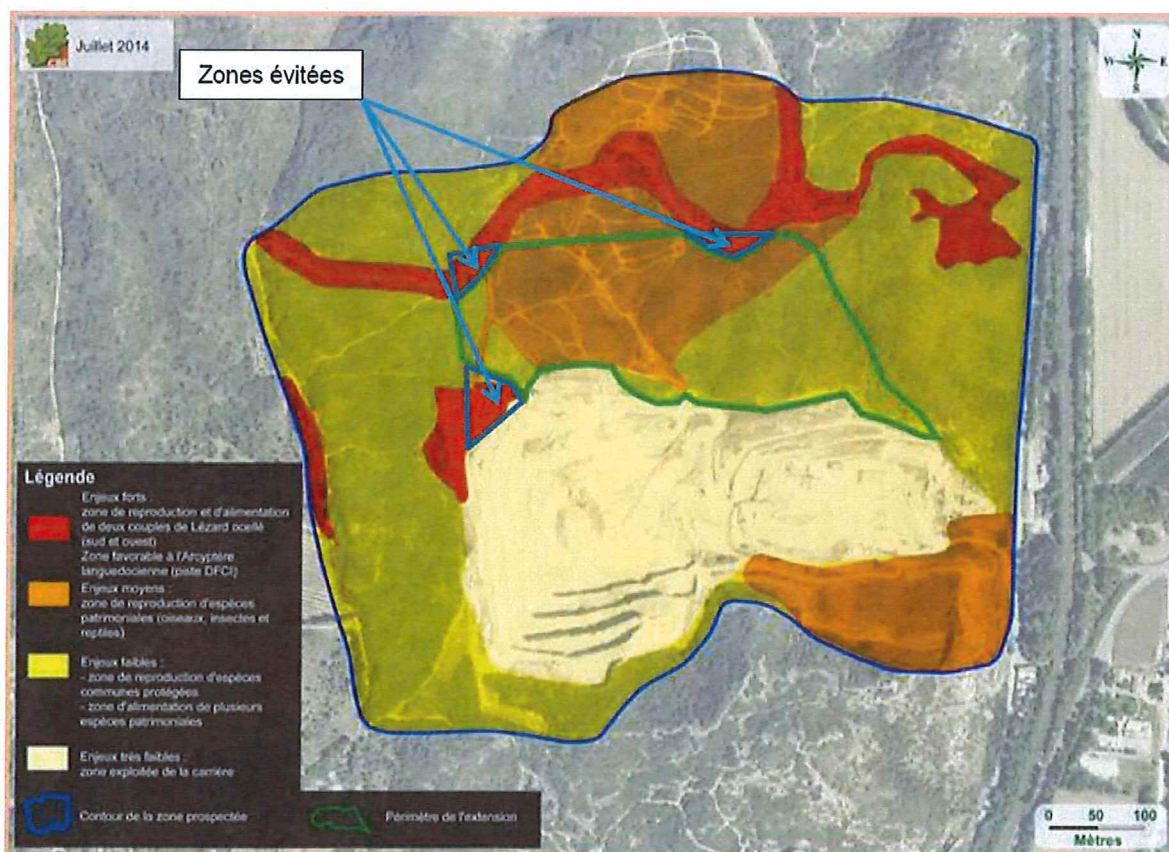 Juillet 2014
Zones évitées
N
W E
S
Légende
Enjeux forts :
zone de reproduction et d'alimentation
de deux couples de Lézard ocellé
(sud et ouest)
Zone favorable à l'Arcyptère
languedocienne (piste DFCI)
Enjeux moyens :
zone de reproduction d'espèces
patrimoniales (oiseaux, insectes et
reptiles)
Enjeux faibles :
- zone de reproduction d'espèces
communes protégées
- zone d'alimentation de plusieurs
espèces patrimoniales
Enjeux très faibles :
zone exploitée de la carrière
Contour de la zone prospectée
Périmètre de l'extension
0 50 100
Mètres